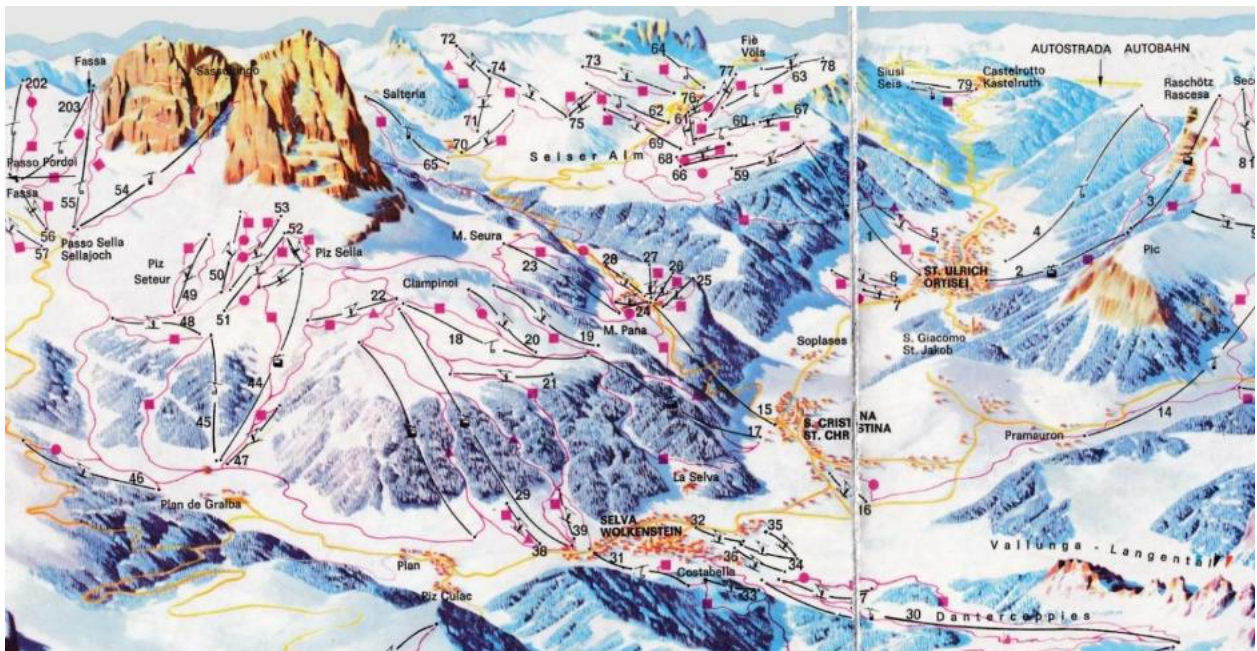 202
Fassa
203
Sassolungo
Passo Pordoi
Fassa
54
55
56
57
Passo Sella
Sellajoch
Salteria
72
74
73
64
Fiè
Völs
77
78
63
76
62
61
60
67
71
75
70
65
Seiser Alm
69
68
66
59
AUTOSTRADA AUTOBAHN
Siusi
Seis
79
Castelrotto
Kastelruth
Raschötz
Rascesa
81
53
52
Piz
Seteur
50
49
51
48
Piz Sella
M. Seura
23
28
27
26
25
24
M. Pana
Ciampinoi
22
18
20
19
21
1
5
4
3
6
7
2
ST. ULRICH
ORTISEI
Pic
S. Giacomo
St. Jakob
Soplases
44
45
47
46
15
17
S. CRISTINA
ST. CHRISTINA
Pramauron
14
16
La Selva
Plan de Gralba
29
39
38
SELVA
WOLKENSTEIN
32
35
31
36
34
Costabella
33
Plan
Piz Culac
Vallunga - Langental
30
Danterceppies